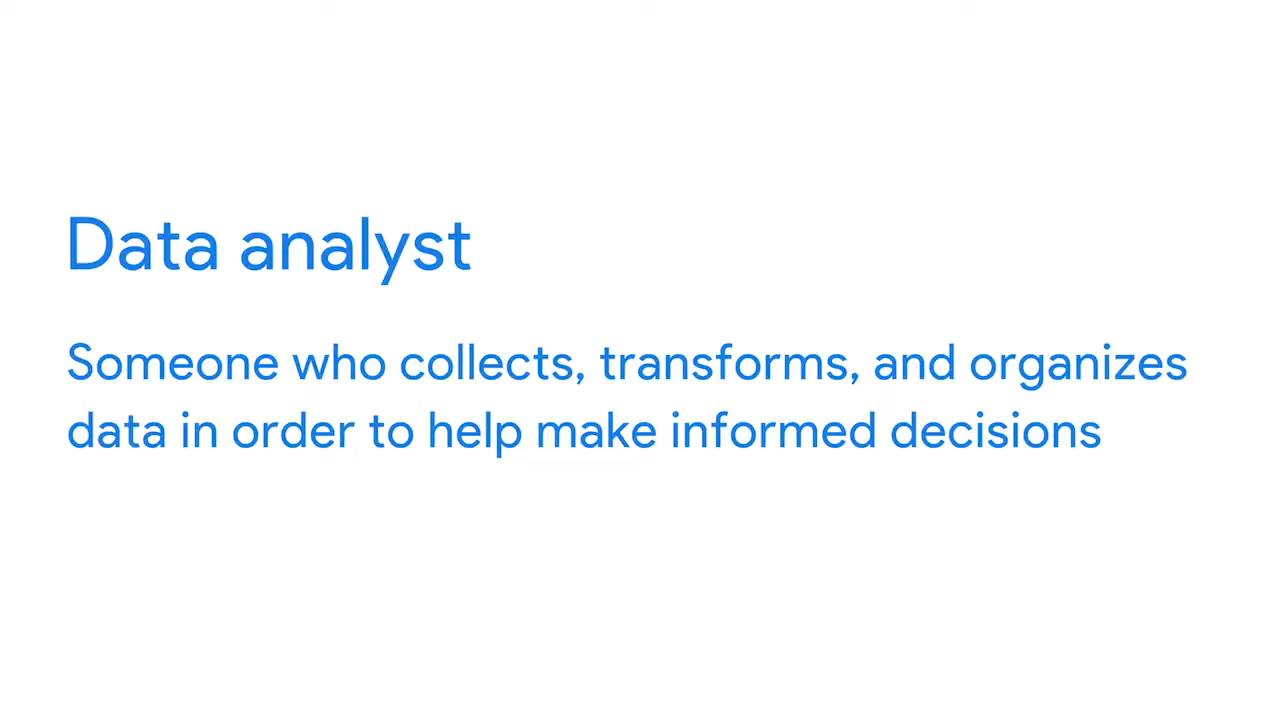 Data analyst
Someone who collects, transforms, and organizes
data in order to help make informed decisions